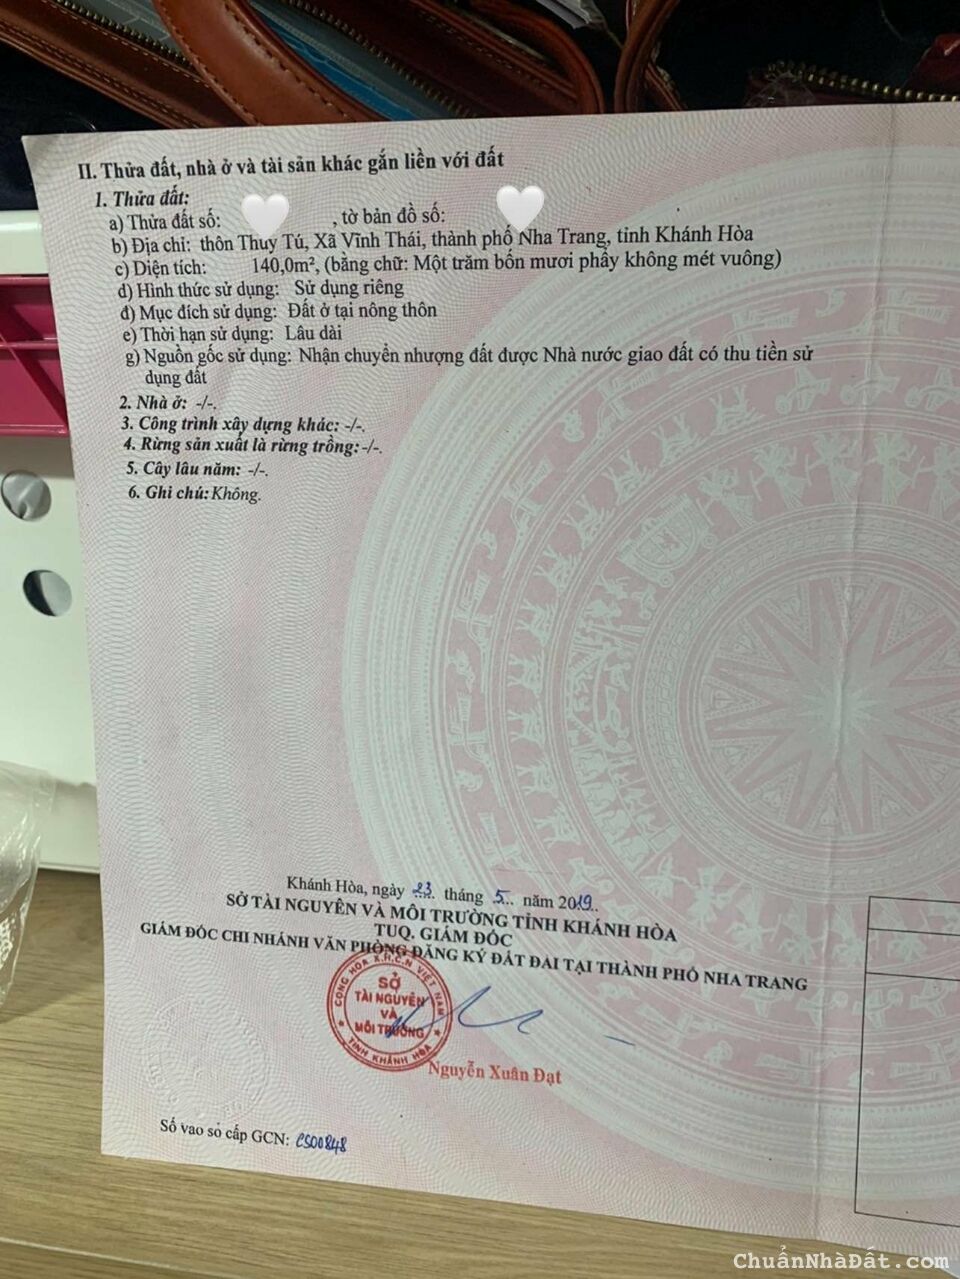 II. Thửa đất, nhà ở và tài sản khác gắn liền với đất
1. Thửa đất:
a) Thửa đất số: , tờ bản đồ số:
b) Địa chỉ: thôn Thuỷ Tú, Xã Vĩnh Thái, thành phố Nha Trang, tỉnh Khánh Hòa
c) Diện tích: 140,0m², (bằng chữ: Một trăm bốn mươi phẩy không mét vuông)
d) Hình thức sử dụng: Sử dụng riêng
đ) Mục đích sử dụng: Đất ở tại nông thôn
e) Thời hạn sử dụng: Lâu dài
g) Nguồn gốc sử dụng: Nhận chuyển nhượng đất được Nhà nước giao đất có thu tiền sử
dụng đất
2. Nhà ở: -/-.
3. Công trình xây dựng khác: -/-.
4. Rừng sản xuất là rừng trồng: -/-.
5. Cây lâu năm: -/-.
6. Ghi chú: Không.
Khánh Hòa, ngày 23 tháng 5.. năm 2019..
SỞ TÀI NGUYÊN VÀ MÔI TRƯỜNG TỈNH KHÁNH HÒA
TUQ. GIÁM ĐỐC
GIÁM ĐỐC CHI NHÁNH VĂN PHÒNG ĐĂNG KÝ ĐẤT ĐAI TẠI THÀNH PHỐ NHA TRANG
CỘNG HÒA X.H.C.N VIỆT NAM
SỞ
TÀI NGUYÊN
VÀ
MÔI TRƯỜNG
TỈNH KHÁNH HÒA
Nguyễn Xuân Đạt
Số vào sổ cấp GCN: CS00848
ChuẩnNhàĐất.com